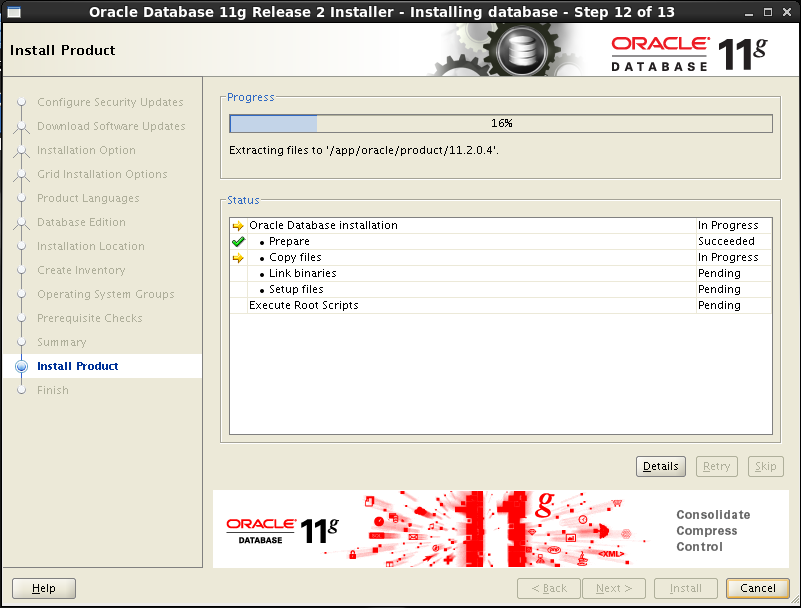 Oracle Database 11g Release 2 Installer - Installing database - Step 12 of 13
Install Product
ORACLE
DATABASE
11g
Configure Security Updates
Download Software Updates
Installation Option
Grid Installation Options
Product Languages
Database Edition
Installation Location
Create Inventory
Operating System Groups
Prerequisite Checks
Summary
Install Product
Finish
Progress
16%
Extracting files to '/app/oracle/product/11.2.0.4'.
Status
Oracle Database installation In Progress
Prepare Succeeded
Copy files In Progress
Link binaries Pending
Setup files Pending
Execute Root Scripts Pending
Details Retry Skip
ORACLE
DATABASE
11g
11g
<XML>
Consolidate
Compress
Control
Help < Back Next > Install Cancel